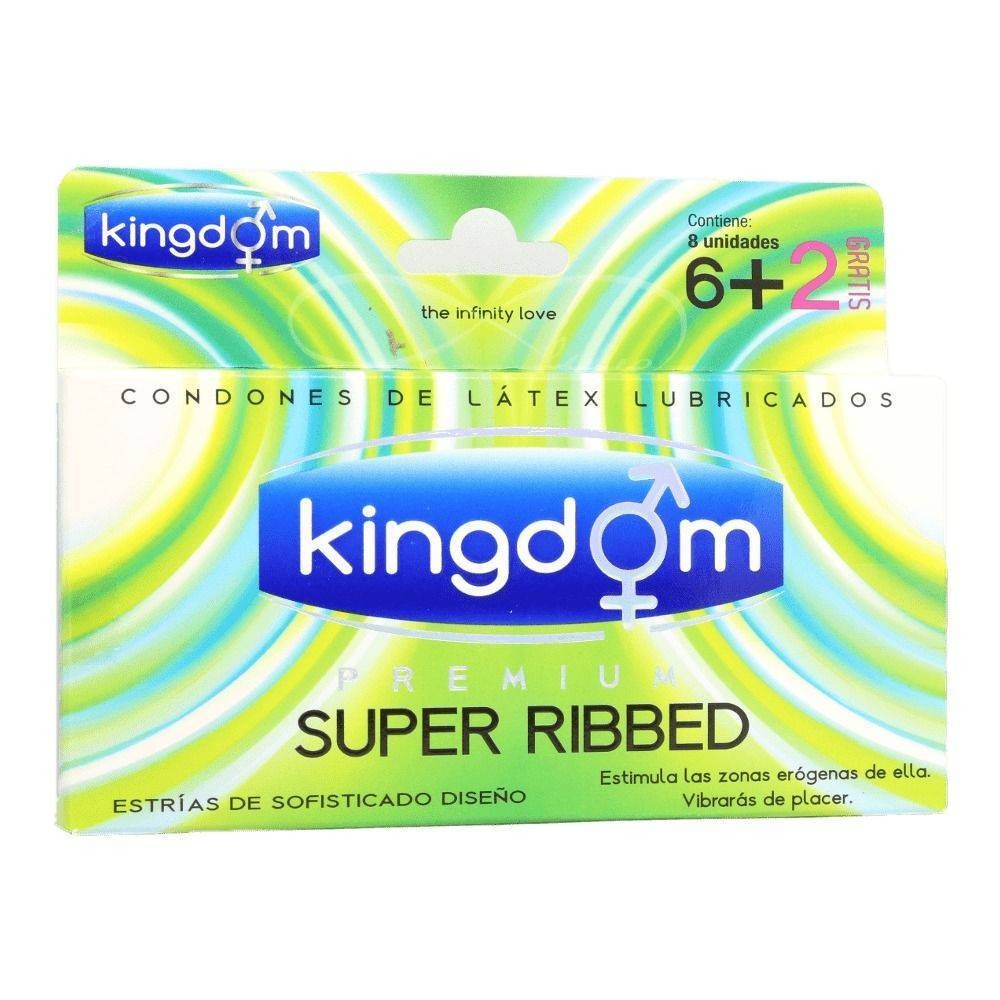 kingdom
Contiene:
8 unidades
6+2 GRATIS
the infinity love
CONDONES DE LÁTEX LUBRICADOS
kingdom
PREMIUM
SUPER RIBBED
Estimula las zonas erógenas de ella.
Vibrarás de placer.
ESTRÍAS DE SOFISTICADO DISEÑO